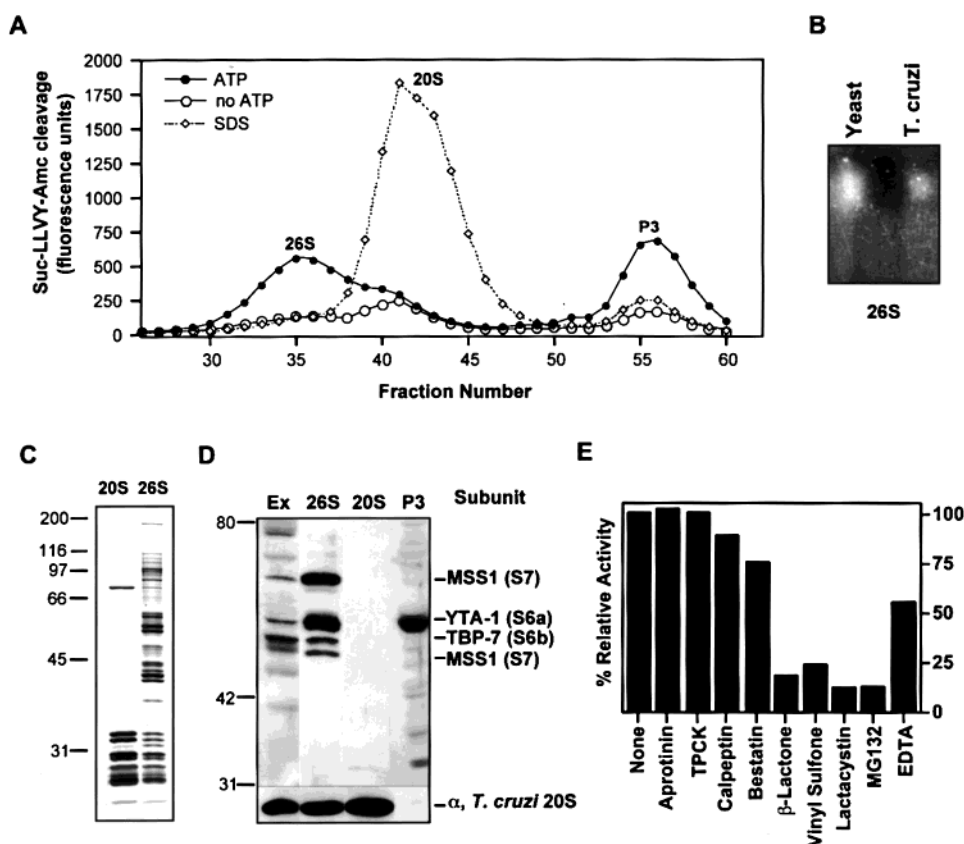 A
Suc-LLVY-Amc cleavage
(fluorescence units)
2000
1750
1500
1250
1000
750
500
250
0
ATP
no ATP
SDS
20S
26S
P3
30
35
40
45
50
55
60
Fraction Number
B
Yeast
T. cruzi
26S
C
20S 26S
200
116
97
66
45
31
D
Ex 26S 20S P3 Subunit
80
42
31
MSS1 (S7)
YTA-1 (S6a)
TBP-7 (S6b)
MSS1 (S7)
α, T. cruzi 20S
E
% Relative Activity
100
75
50
25
0
None
Aprotinin
TPCK
Calpeptin
Bestatin
β-Lactone
Vinyl Sulfone
Lactacystin
MG132
EDTA